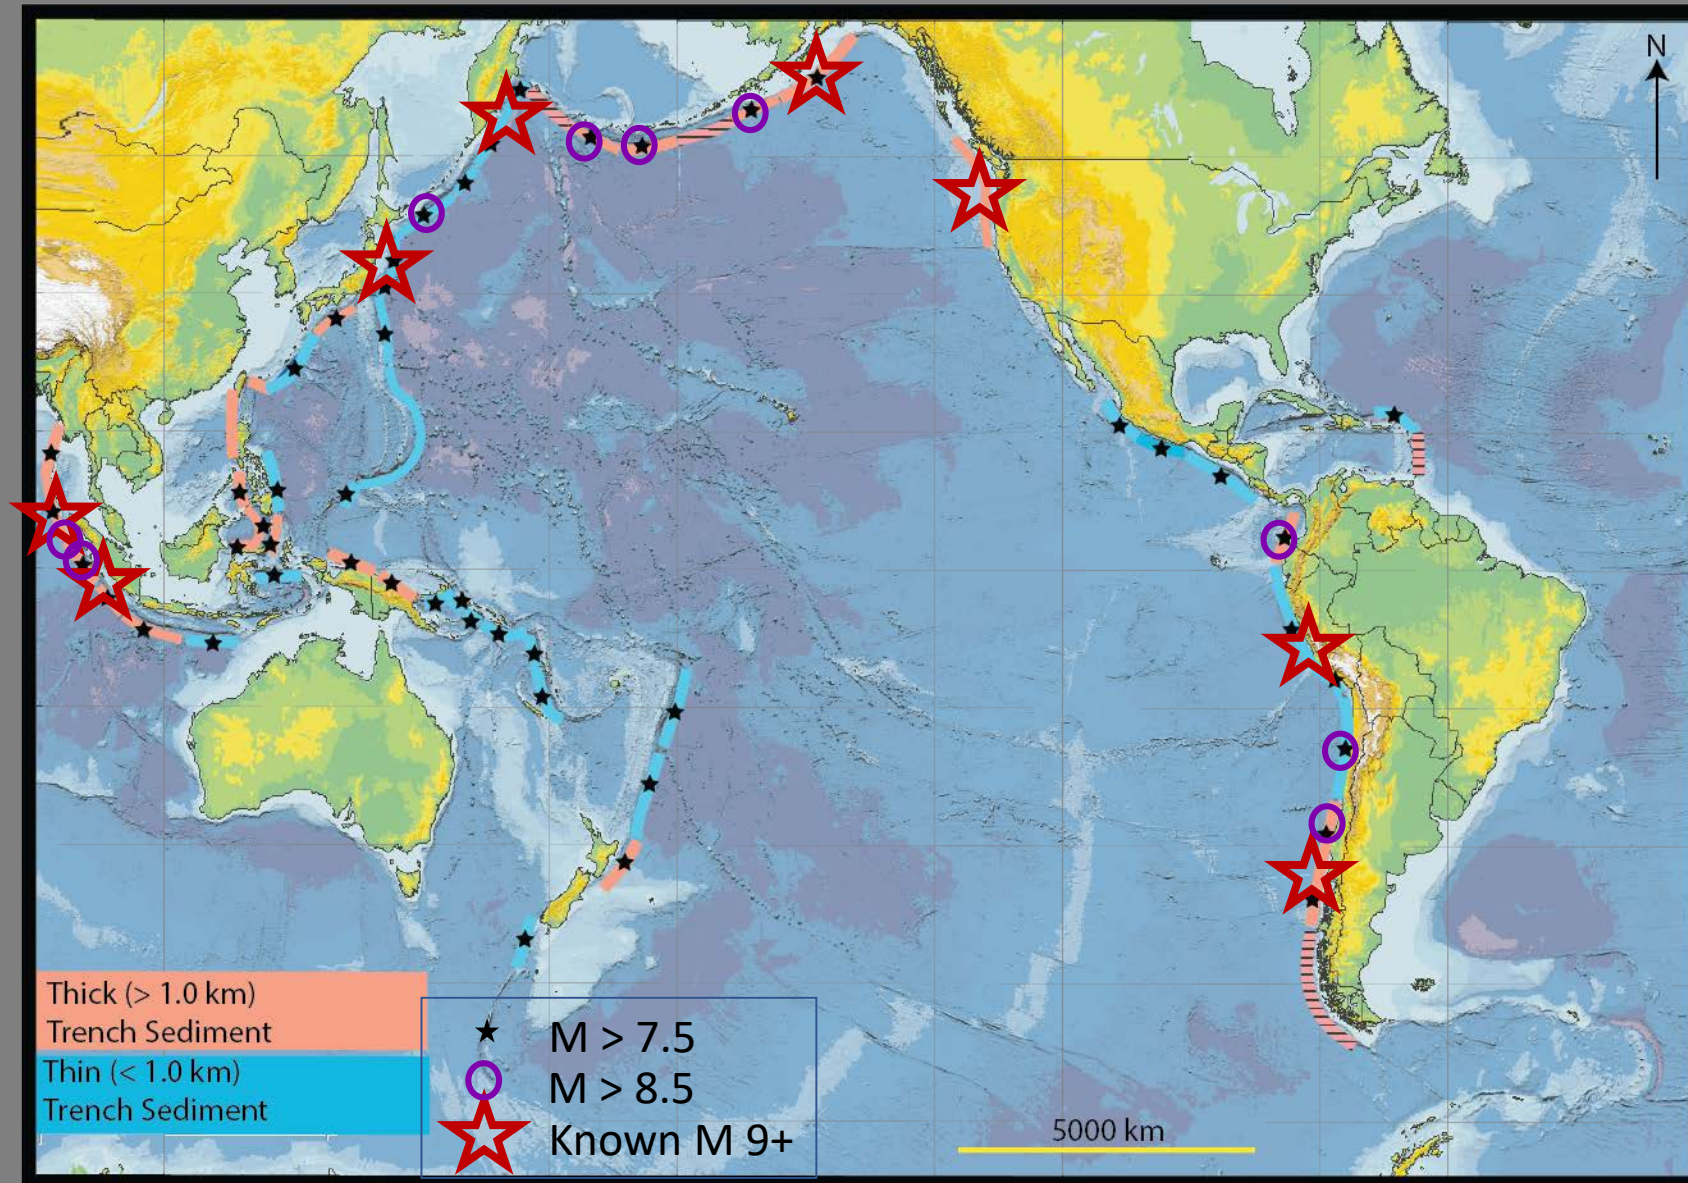 N
Thick (> 1.0 km)
Trench Sediment
Thin (< 1.0 km)
Trench Sediment
M > 7.5
M > 8.5
Known M 9+
5000 km